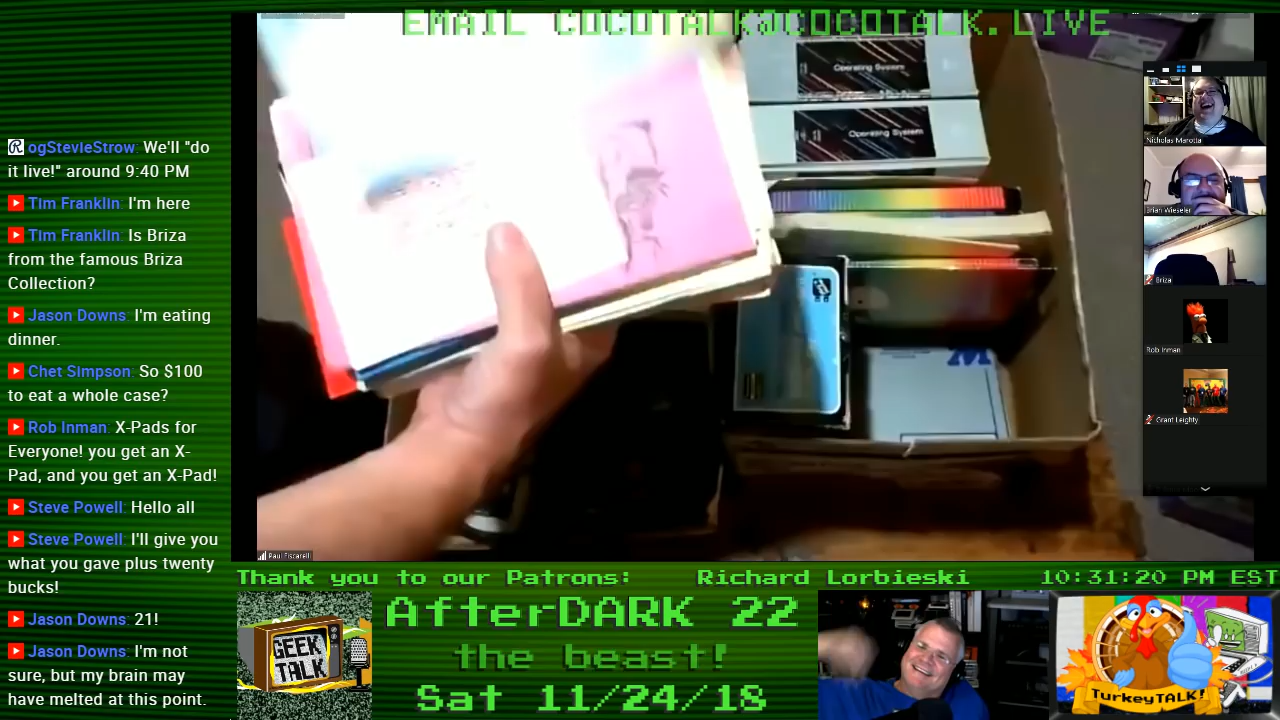 EMAIL COCOTALK@COCOTALK.LIVE
ogStevieStrow: We'll "do
it live!" around 9:40 PM
Tim Franklin: I'm here
Tim Franklin: Is Briza
from the famous Briza
Collection?
Jason Downs: I'm eating
dinner.
Chet Simpson: So $100
to eat a whole case?
Rob Inman: X-Pads for
Everyone! you get an X-
Pad, and you get an X-Pad!
Steve Powell: Hello all
Steve Powell: I'll give you
what you gave plus twenty
bucks!
Jason Downs: 21!
Jason Downs: I'm not
sure, but my brain may
have melted at this point.
Operating System
Operating System
Nicholas Marotta
Brian Wieseler
Briza
Rob Inman
Grant Leighty
Paul Fiscarelli
Thank you to our Patrons: Richard Lorbieski 10:31:20 PM EST
GEEK
TALK
AfterDARK 22
the beast!
Sat 11/24/18
TurkeyTALK!